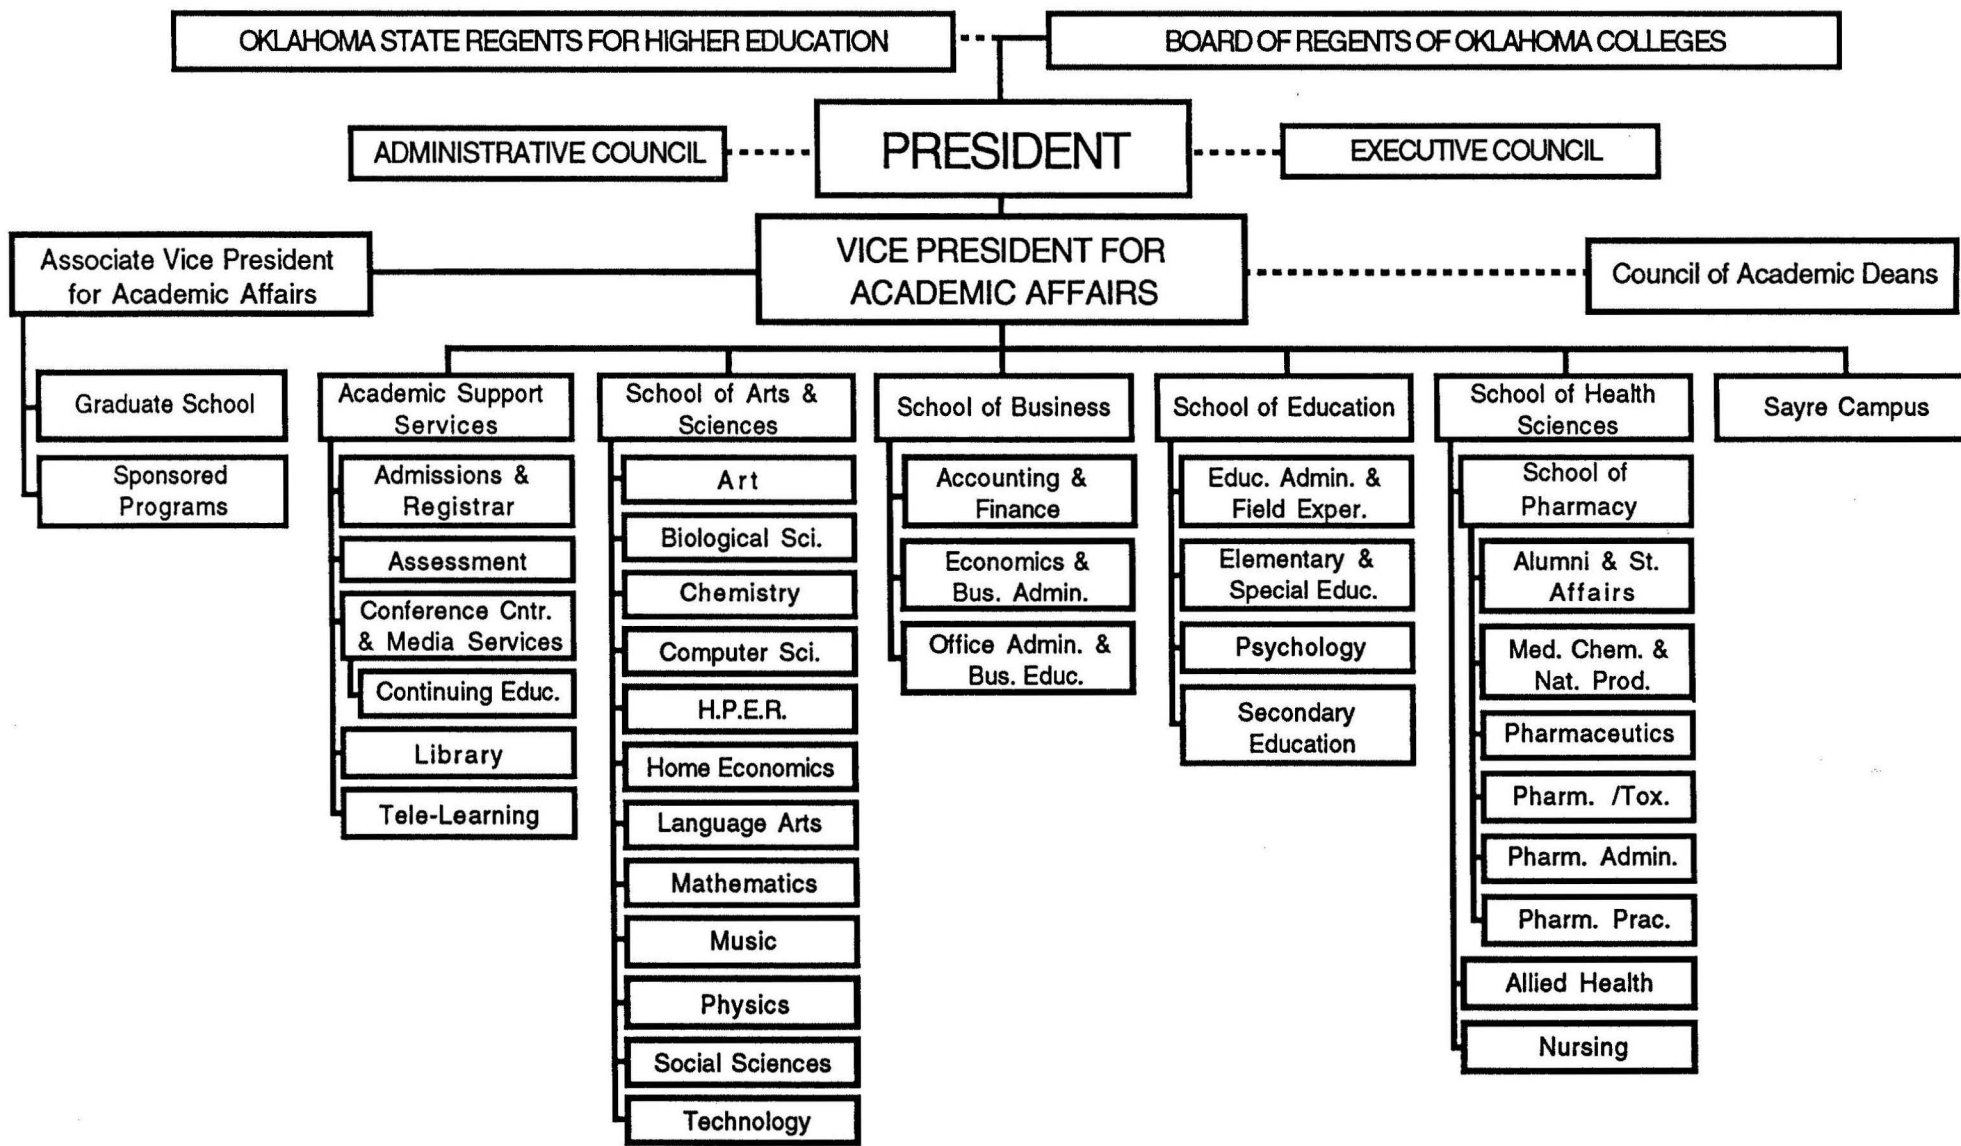 OKLAHOMA STATE REGENTS FOR HIGHER EDUCATION
BOARD OF REGENTS OF OKLAHOMA COLLEGES
ADMINISTRATIVE COUNCIL
PRESIDENT
EXECUTIVE COUNCIL
Associate Vice President
for Academic Affairs
VICE PRESIDENT FOR
ACADEMIC AFFAIRS
Council of Academic Deans
Graduate School
Sponsored
Programs
Academic Support
Services
Admissions &
Registrar
Assessment
Conference Cntr.
& Media Services
Continuing Educ.
Library
Tele-Learning
School of Arts &
Sciences
Art
Biological Sci.
Chemistry
Computer Sci.
H.P.E.R.
Home Economics
Language Arts
Mathematics
Music
Physics
Social Sciences
Technology
School of Business
Accounting &
Finance
Economics &
Bus. Admin.
Office Admin. &
Bus. Educ.
School of Education
Educ. Admin. &
Field Exper.
Elementary &
Special Educ.
Psychology
Secondary
Education
School of Health
Sciences
School of
Pharmacy
Alumni & St.
Affairs
Med. Chem. &
Nat. Prod.
Pharmaceutics
Pharm. /Tox.
Pharm. Admin.
Pharm. Prac.
Allied Health
Nursing
Sayre Campus